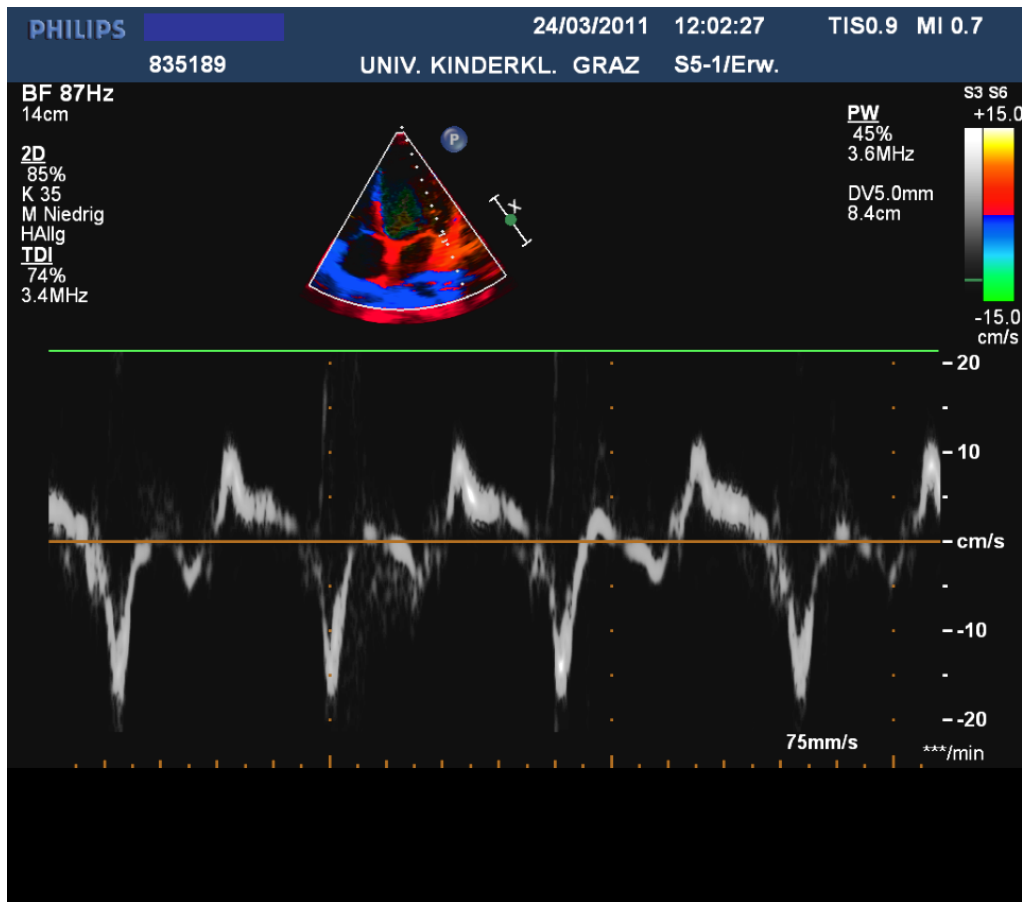 PHILIPS 24/03/2011 12:02:27 TIS0.9 MI 0.7
835189 UNIV. KINDERKL. GRAZ S5-1/Erw.
BF 87Hz
14cm
2D
85%
K 35
M Niedrig
HAllg
TDI
74%
3.4MHz
P
X
PW
45%
3.6MHz
DV5.0mm
8.4cm
S3 S6
+15.0
-15.0
cm/s
20
10
cm/s
-10
-20
75mm/s
***/min